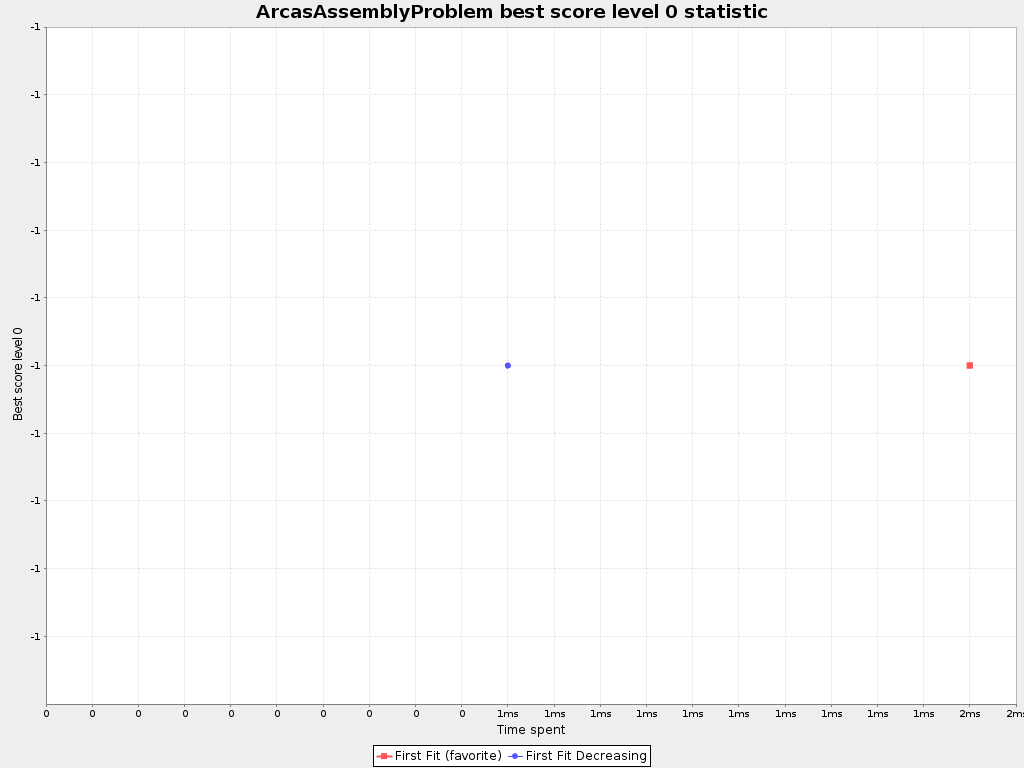 ArcasAssemblyProblem best score level 0 statistic
-1
-1
-1
-1
-1
-1
-1
-1
-1
-1
Best score level 0
0 0 0 0 0 0 0 0 0 0 1ms 1ms 1ms 1ms 1ms 1ms 1ms 1ms 1ms 1ms 2ms 2ms
Time spent
First Fit (favorite) First Fit Decreasing